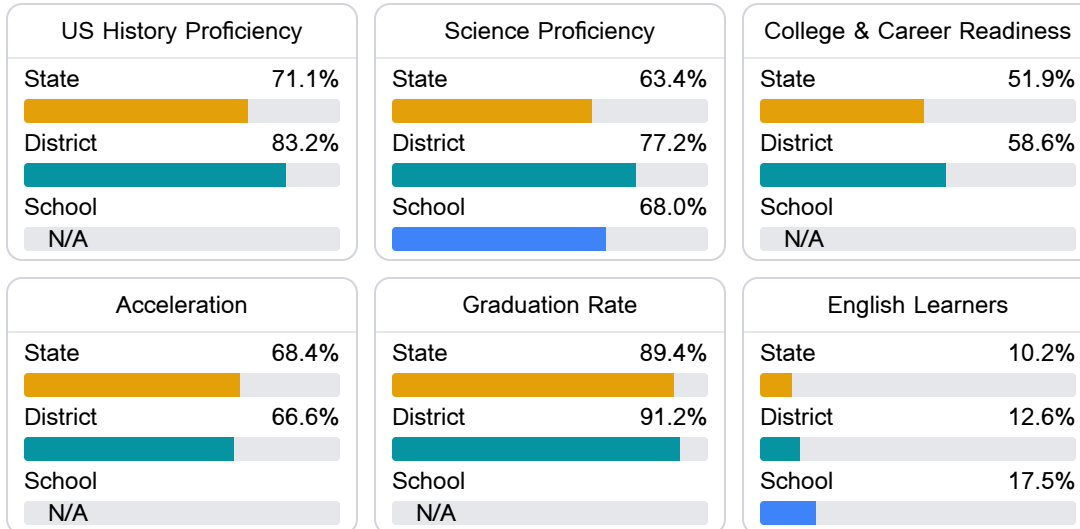 US History Proficiency
State 71.1%
District 83.2%
School
N/A
Science Proficiency
State 63.4%
District 77.2%
School 68.0%
College & Career Readiness
State 51.9%
District 58.6%
School
N/A
Acceleration
State 68.4%
District 66.6%
School
N/A
Graduation Rate
State 89.4%
District 91.2%
School
N/A
English Learners
State 10.2%
District 12.6%
School 17.5%